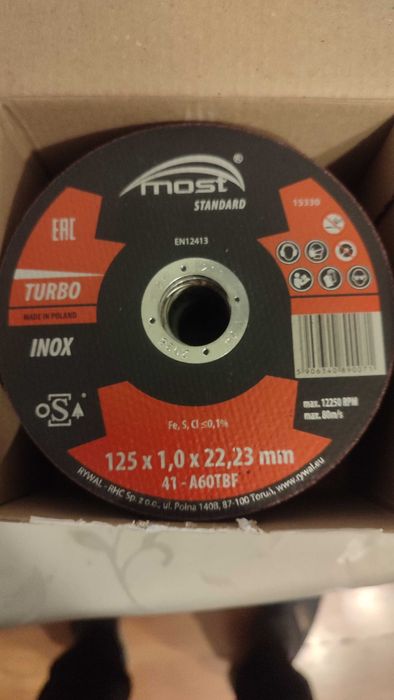 most®
STANDARD
15330
EAC
EN12413
TURBO
MADE IN POLAND
INOX
oSa
5906340890071
max. 12250 RPM
max. 80m/s
Fe, S, Cl ≤0,1%
125 x 1,0 x 22,23 mm
41 - A60TBF
RYWAL - RHC Sp. z o.o., ul. Polna 140B, 87-100 Toruń, www.rywal.eu